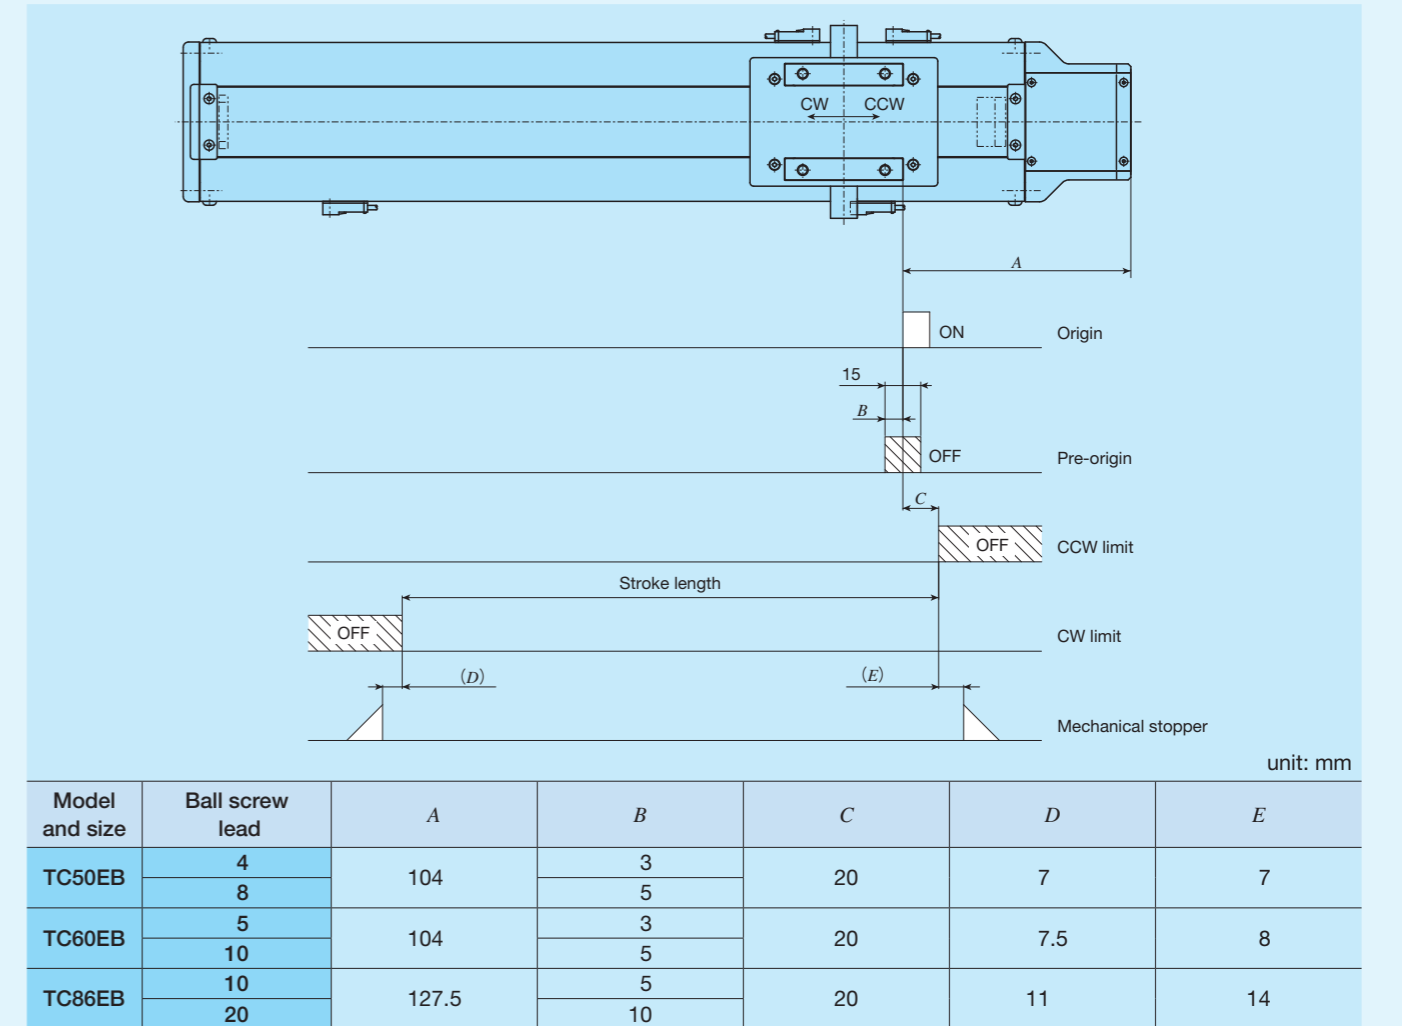 CW CCW
A
ON Origin
15
B
OFF Pre-origin
C
OFF CCW limit
Stroke length
OFF CW limit
(D) (E)
Mechanical stopper
unit: mm
Model and size Ball screw lead A B C D E
TC50EB 4 104 3 20 7 7
8 5
TC60EB 5 104 3 20 7.5 8
10 5
TC86EB 10 127.5 5 20 11 14
20 10